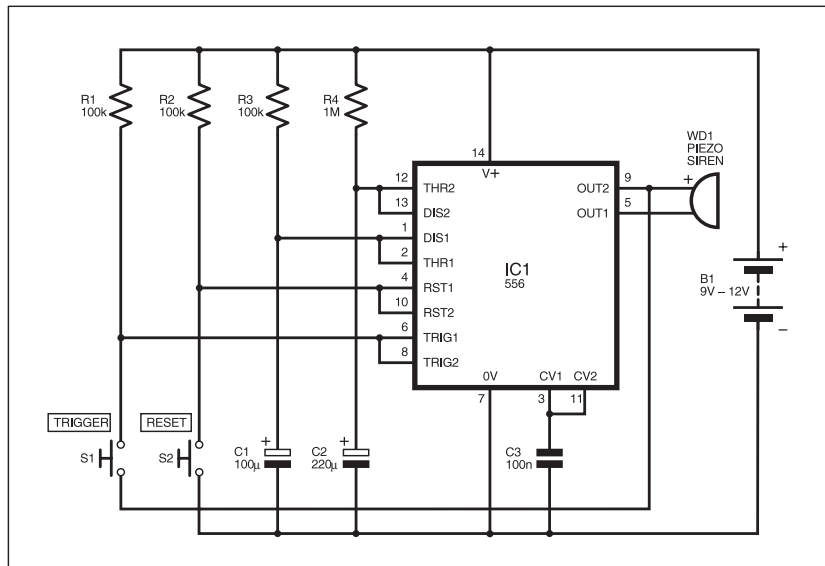 R1
100k
R2
100k
R3
100k
R4
1M
WD1
PIEZO
SIREN
+
14
V+
12
THR2
13
DIS2
1
DIS1
2
THR1
4
RST1
10
RST2
6
TRIG1
8
TRIG2
IC1
556
9
OUT2
5
OUT1
+
B1
9V – 12V
–
0V
CV1
CV2
7
3
11
TRIGGER
S1
RESET
S2
+
C1
100µ
+
C2
220µ
C3
100n